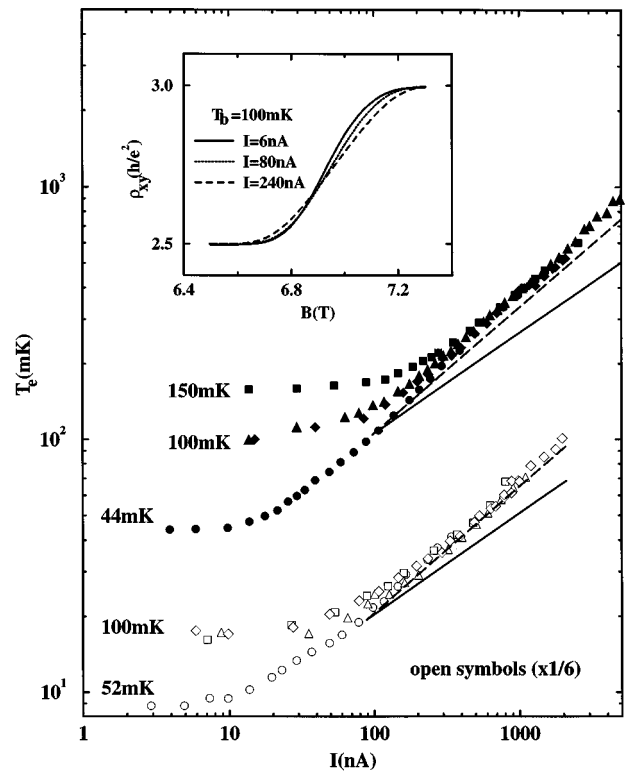 3.0
T_b=100mK
I=6nA
I=80nA
I=240nA
ρ_xy(h/e²)
2.5
6.4 6.8 7.2
B(T)
10³
T_e(mK)
150mK
100mK
10²
44mK
100mK
52mK
open symbols (x1/6)
10¹
1 10 100 1000
I(nA)